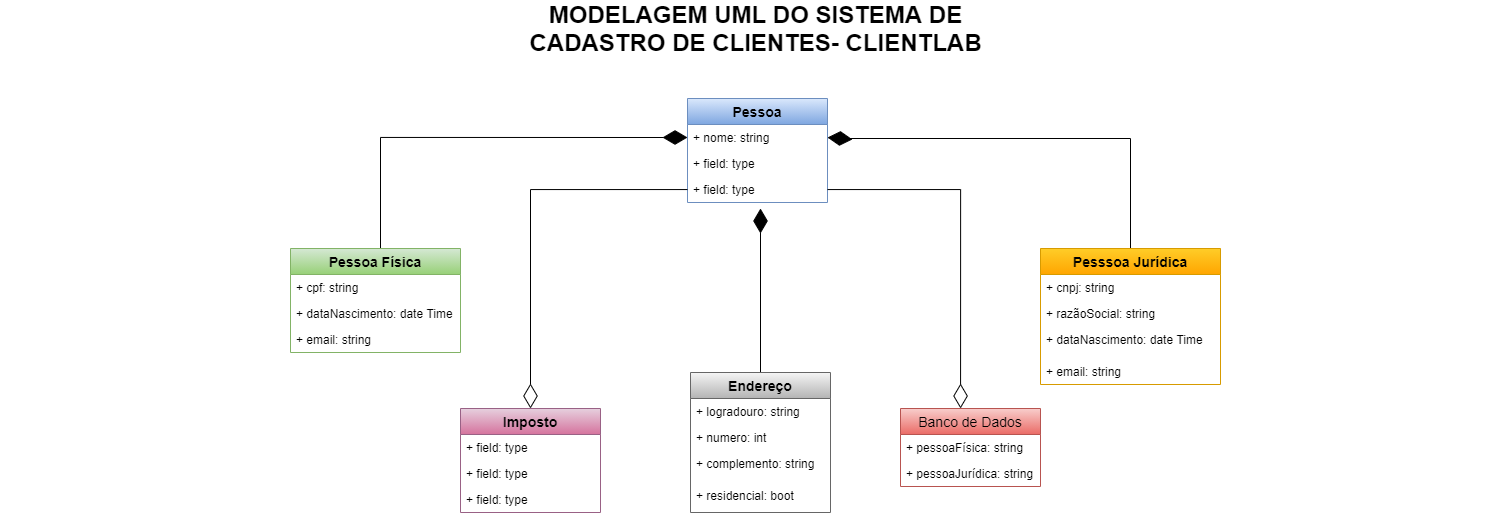 MODELAGEM UML DO SISTEMA DE
CADASTRO DE CLIENTES- CLIENTLAB
Pessoa
+ nome: string
+ field: type
+ field: type
Pessoa Física
+ cpf: string
+ dataNascimento: date Time
+ email: string
Pesssoa Jurídica
+ cnpj: string
+ razãoSocial: string
+ dataNascimento: date Time
+ email: string
Imposto
+ field: type
+ field: type
+ field: type
Endereço
+ logradouro: string
+ numero: int
+ complemento: string
+ residencial: boot
Banco de Dados
+ pessoaFísica: string
+ pessoaJurídica: string